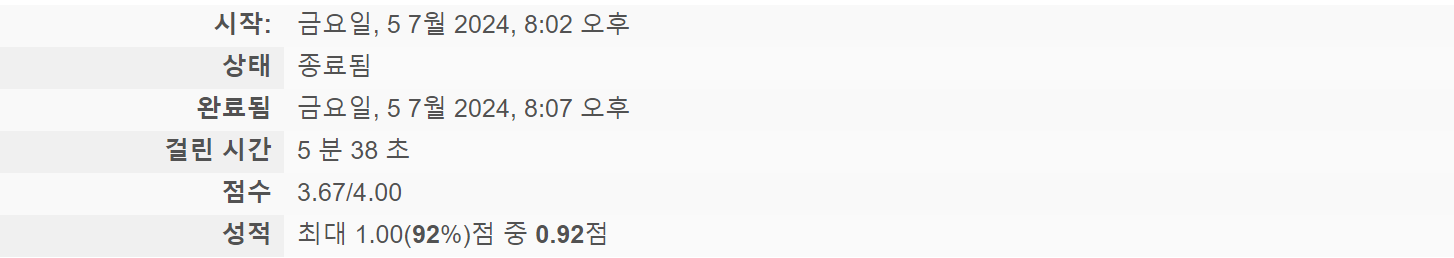 시작: 금요일, 5 7월 2024, 8:02 오후
상태 종료됨
완료됨 금요일, 5 7월 2024, 8:07 오후
걸린 시간 5 분 38 초
점수 3.67/4.00
성적 최대 1.00(92%)점 중 0.92점